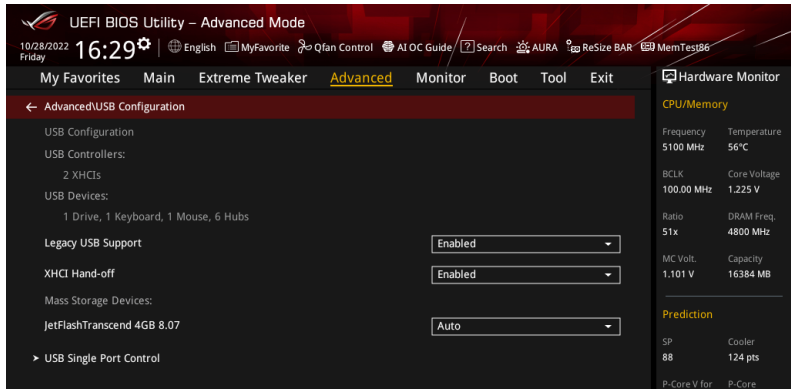 UEFI BIOS Utility – Advanced Mode
10/28/2022 Friday 16:29 English MyFavorite Qfan Control AI OC Guide ? Search AURA ReSize BAR MemTest86
My Favorites Main Extreme Tweaker Advanced Monitor Boot Tool Exit
Hardware Monitor
← Advanced\USB Configuration
USB Configuration
USB Controllers:
2 XHCIs
USB Devices:
1 Drive, 1 Keyboard, 1 Mouse, 6 Hubs
Legacy USB Support Enabled
XHCI Hand-off Enabled
Mass Storage Devices:
JetFlashTranscend 4GB 8.07 Auto
USB Single Port Control
CPU/Memory
Frequency Temperature
5100 MHz 56°C
BCLK Core Voltage
100.00 MHz 1.225 V
Ratio DRAM Freq.
51x 4800 MHz
MC Volt. Capacity
1.101 V 16384 MB
Prediction
SP Cooler
88 124 pts
P-Core V for P-Core